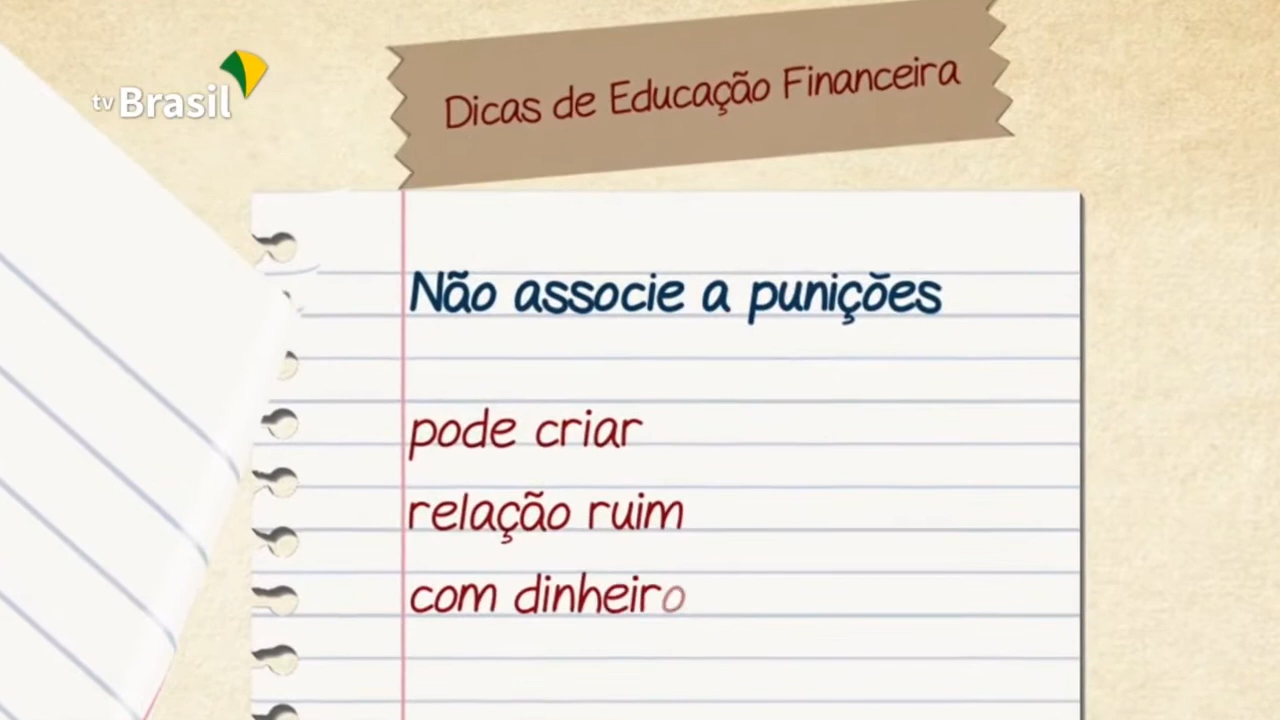 tv Brasil
Dicas de Educação Financeira
Não associe a punições
pode criar
relação ruim
com dinheiro